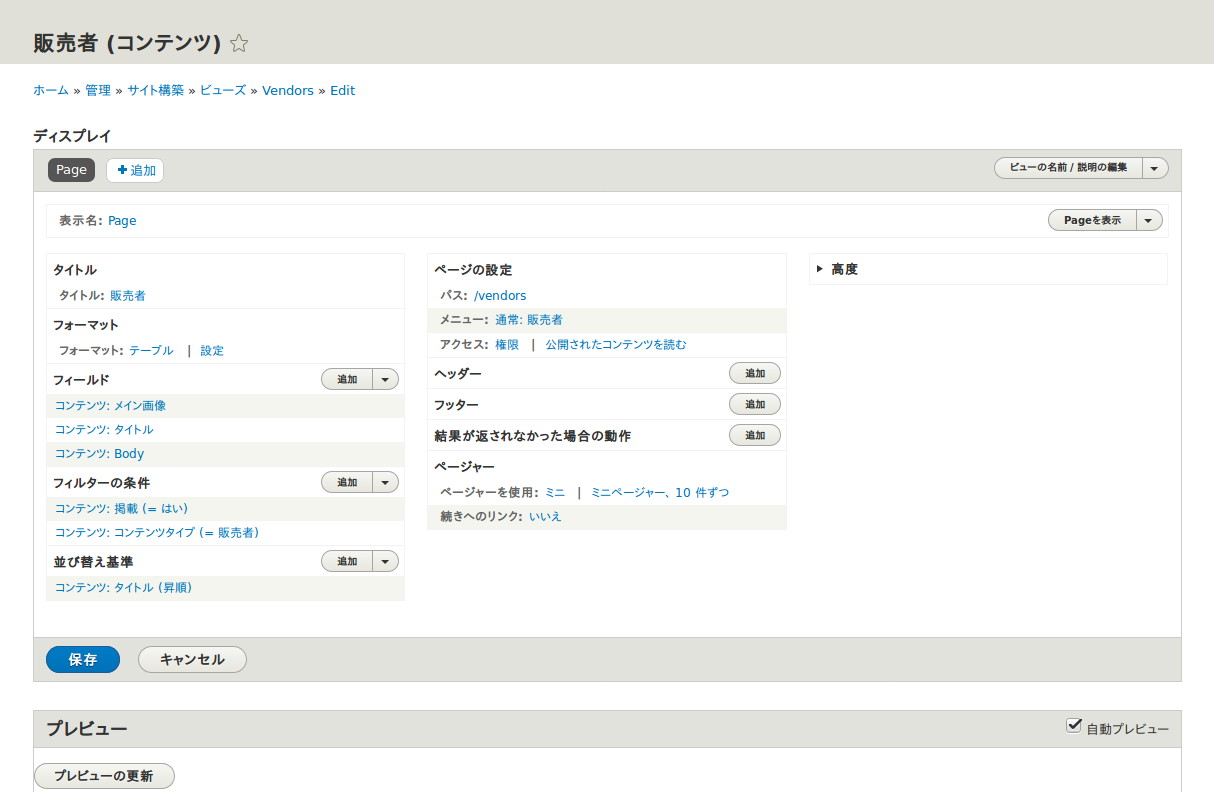 販売者 (コンテンツ)
ホーム » 管理 » サイト構築 » ビューズ » Vendors » Edit
ディスプレイ
Page
追加
ビューの名前 / 説明の編集
表示名: Page
Pageを表示
タイトル
タイトル: 販売者
フォーマット
フォーマット: テーブル | 設定
フィールド 追加
コンテンツ: メイン画像
コンテンツ: タイトル
コンテンツ: Body
フィルターの条件 追加
コンテンツ: 掲載 (= はい)
コンテンツ: コンテンツタイプ (= 販売者)
並び替え基準 追加
コンテンツ: タイトル (昇順)
ページの設定
パス: /vendors
メニュー: 通常: 販売者
アクセス: 権限 | 公開されたコンテンツを読む
ヘッダー 追加
フッター 追加
結果が返されなかった場合の動作 追加
ページャー
ページャーを使用: ミニ | ミニページャー、10 件ずつ
続きへのリンク: いいえ
高度
保存
キャンセル
プレビュー
自動プレビュー
プレビューの更新